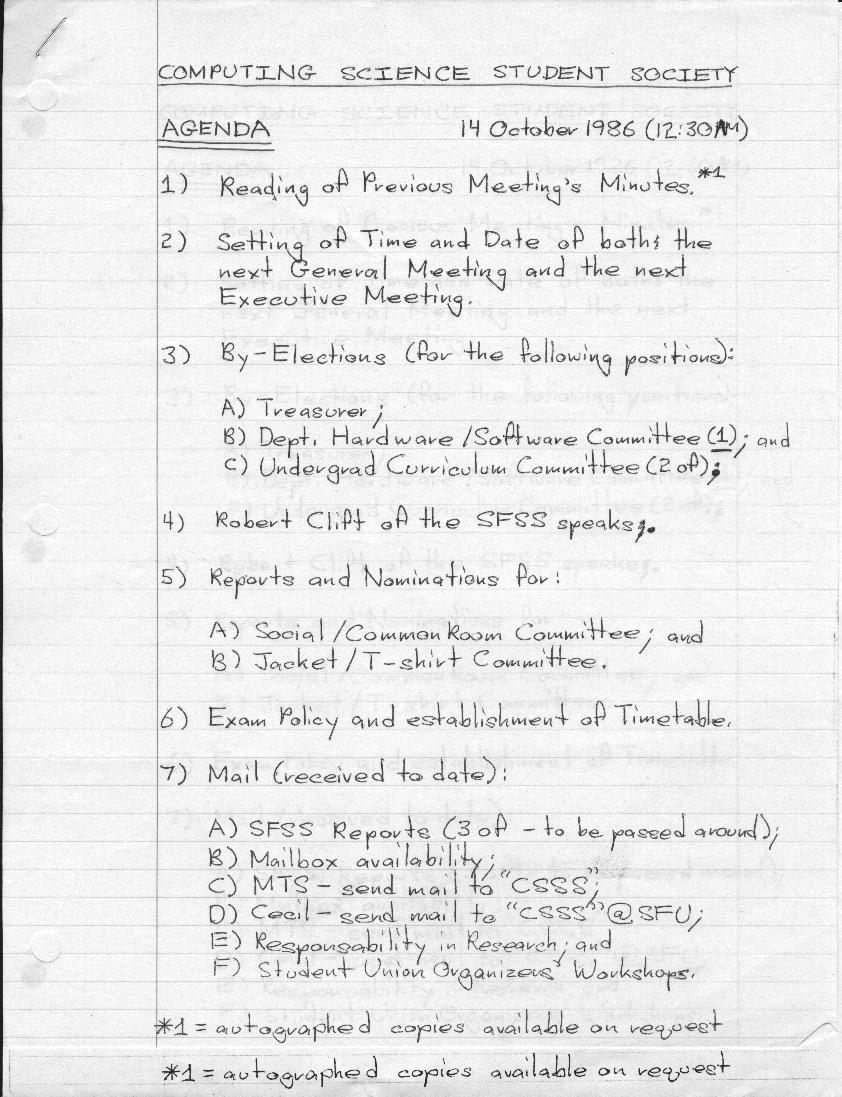 COMPUTING SCIENCE STUDENT SOCIETY
AGENDA 14 October 1986 (12:30PM)
1) Reading of Previous Meeting's Minutes.*1
2) Setting of Time and Date of both; the
next General Meeting and the next
Executive Meeting.
3) By-Elections (for the following positions):
A) Treasurer;
B) Dept. Hardware/Software Committee (1); and
C) Undergrad Curriculum Committee (2 of);
4) Robert Clift of the SFSS speaks.
5) Reports and Nominations for:
A) Social/Common Room Committee; and
B) Jacket/T-shirt Committee.
6) Exam Policy and establishment of Timetable.
7) Mail (received to date):
A) SFSS Reports (3 of - to be passed around);
B) Mailbox availability;
C) MTS - send mail to "CSSS";
D) Cecil - send mail to "CSSS"@SFU;
E) Responsability in Research; and
F) Student Union Organizers' Workshops.
*1 = autographed copies available on request
*1 = autographed copies available on request